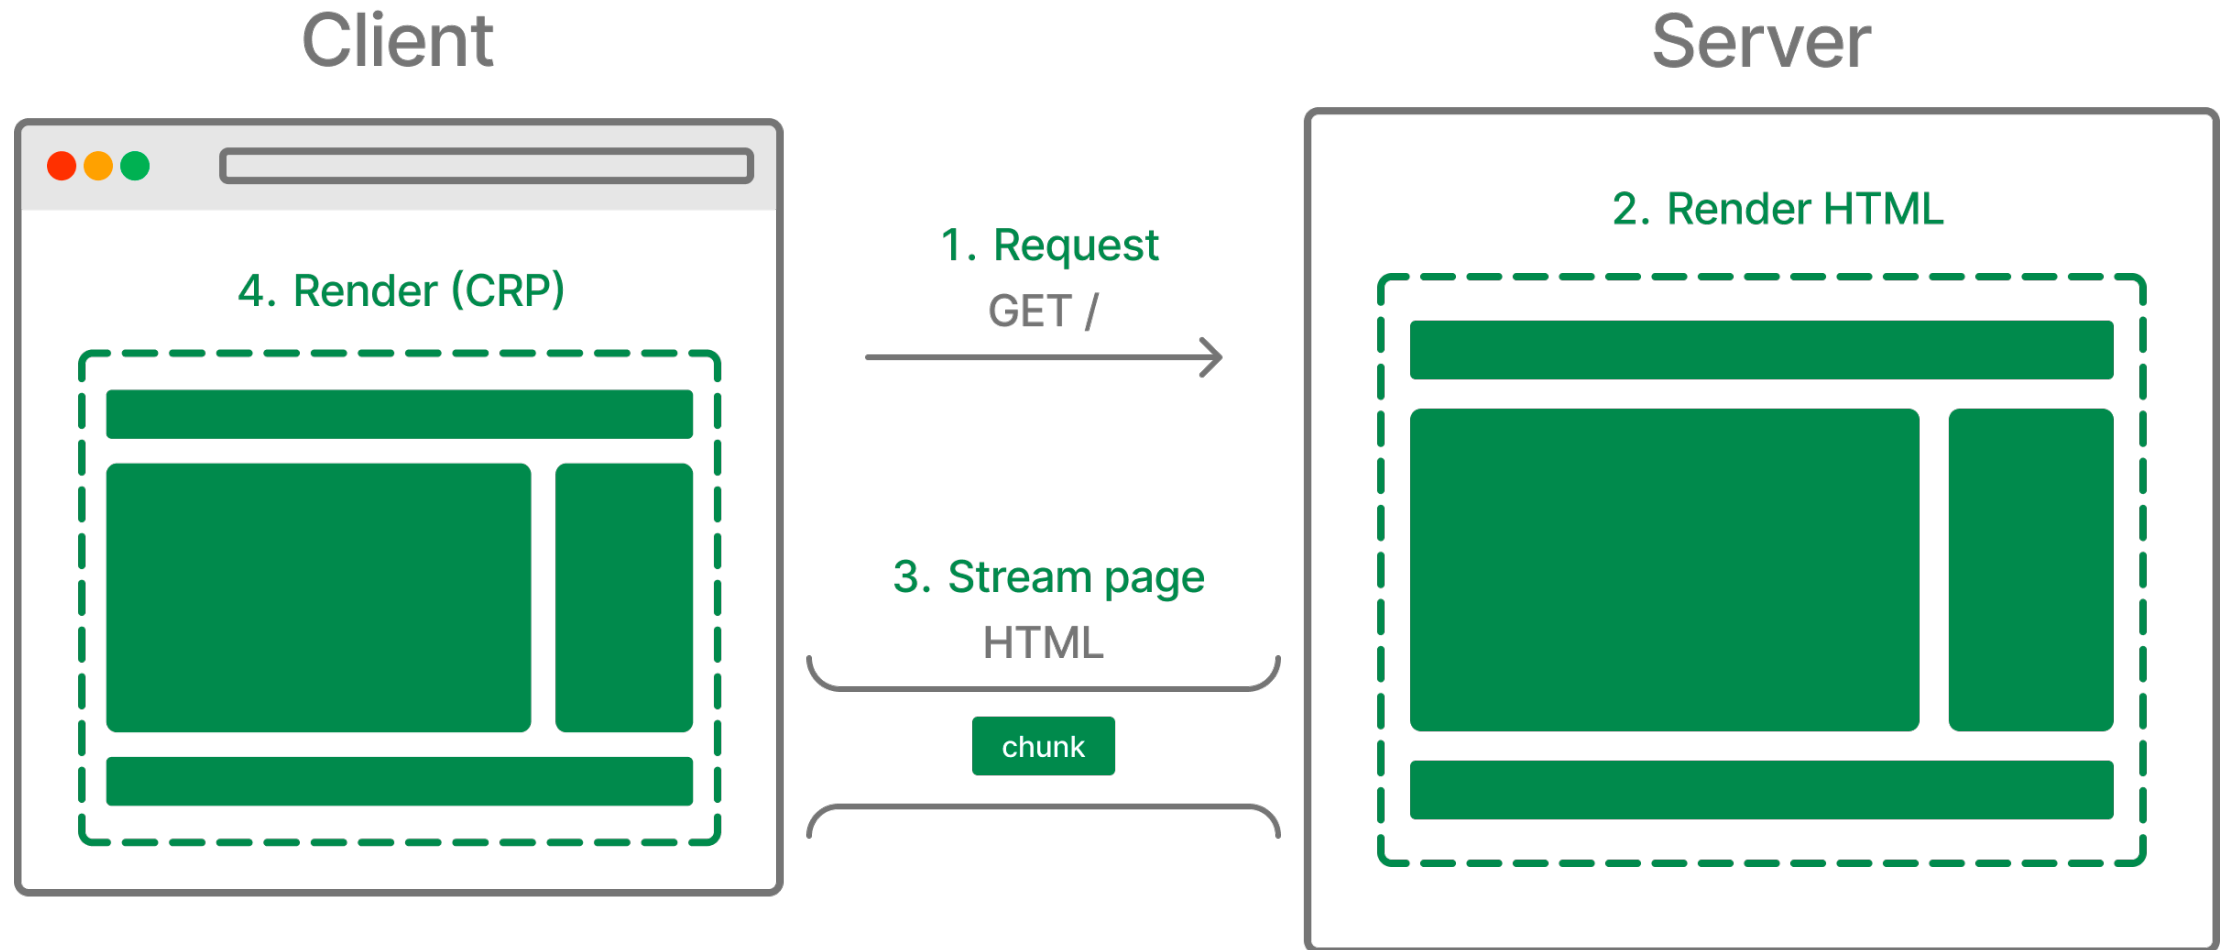 Client
Server
4. Render (CRP)
1. Request
GET /
2. Render HTML
3. Stream page
HTML
chunk